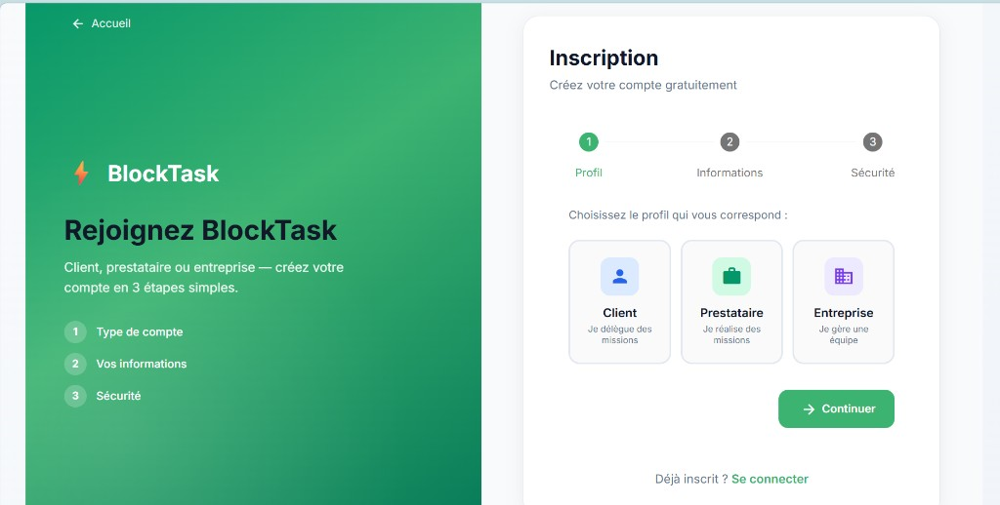 Accueil
BlockTask
Rejoignez BlockTask
Client, prestataire ou entreprise — créez votre
compte en 3 étapes simples.
1 Type de compte
2 Vos informations
3 Sécurité
Inscription
Créez votre compte gratuitement
1 2 3
Profil Informations Sécurité
Choisissez le profil qui vous correspond :
Client
Je délègue des
missions
Prestataire
Je réalise des
missions
Entreprise
Je gère une
équipe
Continuer
Déjà inscrit ? Se connecter